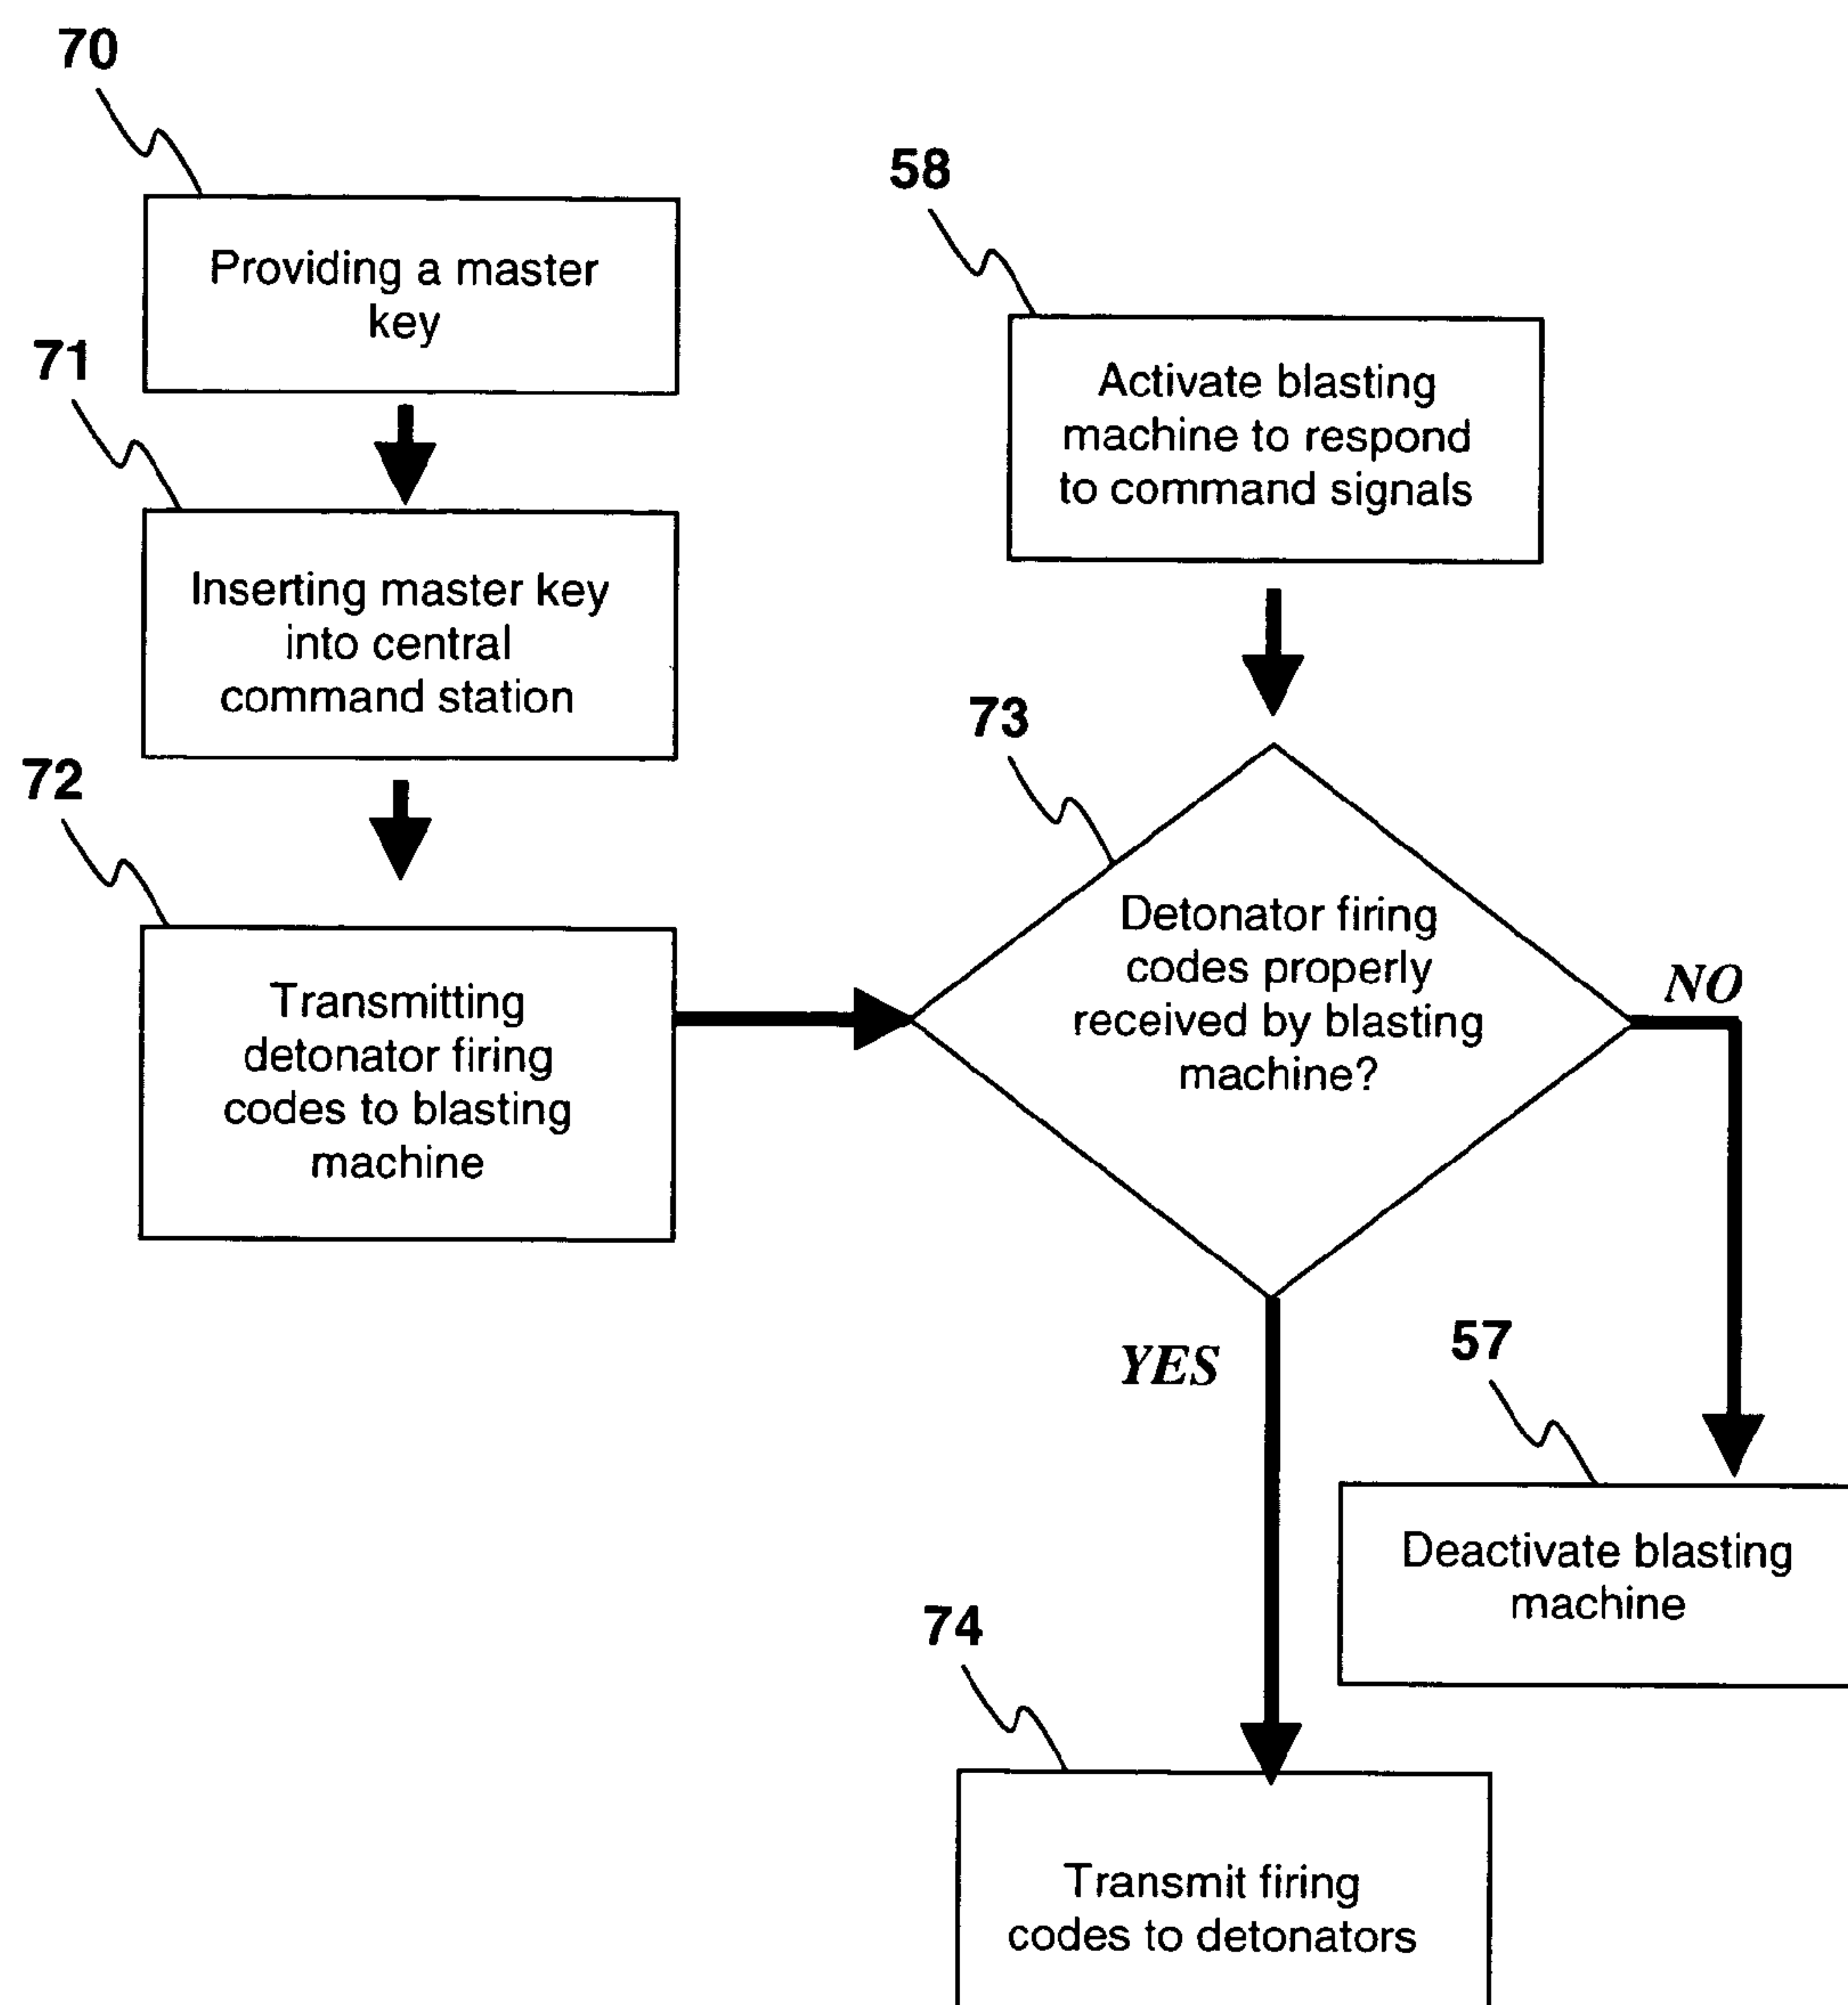 70
Providing a master
key
71
Inserting master key
into central
command station
72
Transmitting
detonator firing
codes to blasting
machine
58
Activate blasting
machine to respond
to command signals
73
Detonator firing
codes properly
received by blasting
machine?
NO
YES
57
Deactivate blasting
machine
74
Transmit firing
codes to detonators